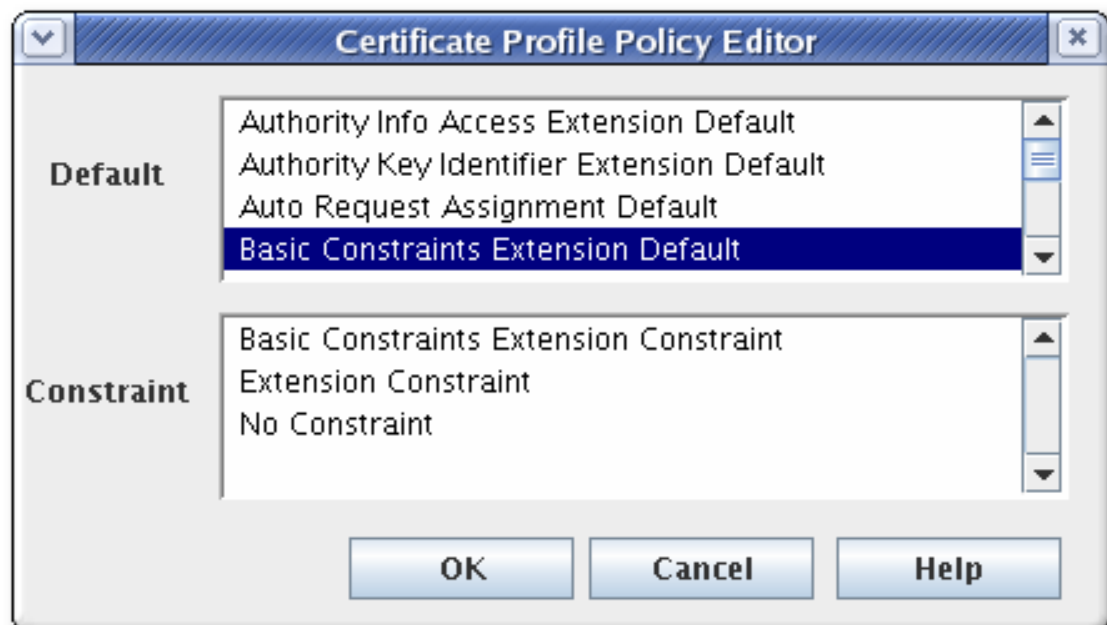 Certificate Profile Policy Editor
Default
Authority Info Access Extension Default
Authority Key Identifier Extension Default
Auto Request Assignment Default
Basic Constraints Extension Default
Constraint
Basic Constraints Extension Constraint
Extension Constraint
No Constraint
OK
Cancel
Help